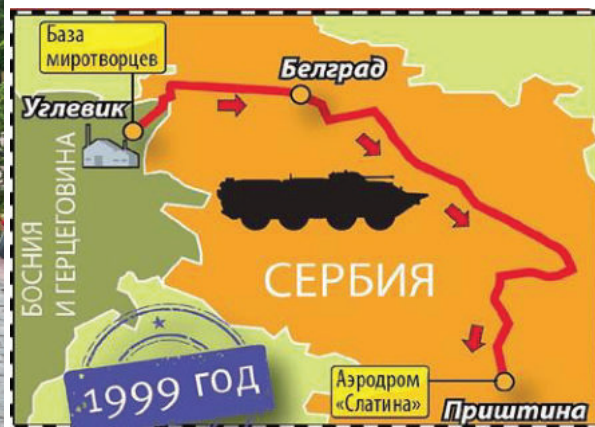 База
миротворцев
Белград
Углевик
БОСНИЯ
И ГЕРЦЕГОВИНА
СЕРБИЯ
1999 ГОД
Аэродром
«Слатина»
Приштина